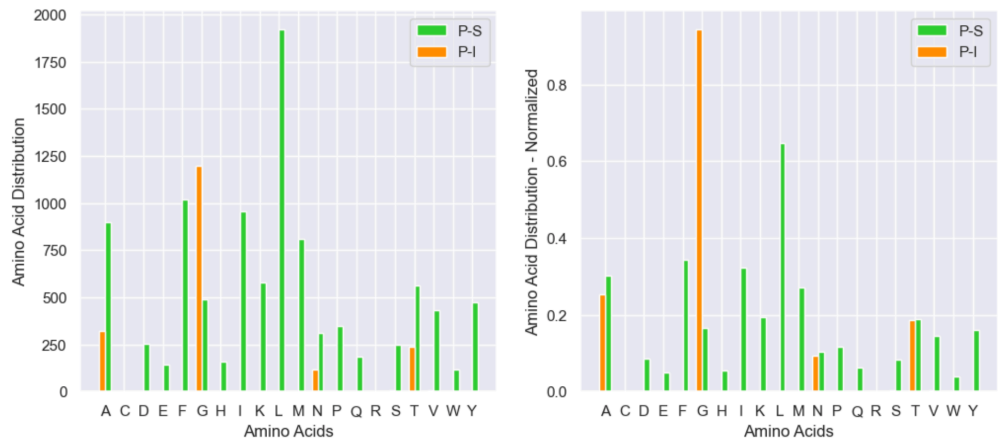 2000
1750
1500
1250
1000
750
500
250
0
Amino Acid Distribution
P-S
P-I
A C D E F G H I K L M N P Q R S T V W Y
Amino Acids
0.8
0.6
0.4
0.2
0.0
Amino Acid Distribution - Normalized
P-S
P-I
A C D E F G H I K L M N P Q R S T V W Y
Amino Acids